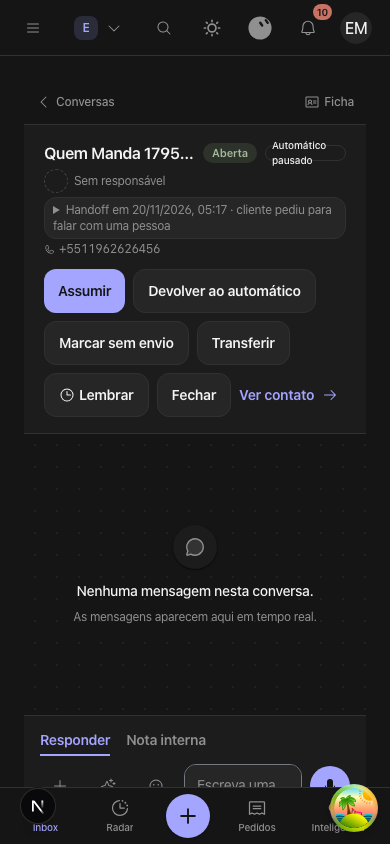 E
10
EM
Conversas
Ficha
Quem Manda 1795...
Aberta
Automático
pausado
Sem responsável
Handoff em 20/11/2026, 05:17 · cliente pediu para
falar com uma pessoa
+5511962626456
Assumir
Devolver ao automático
Marcar sem envio
Transferir
Lembrar
Fechar
Ver contato
Nenhuma mensagem nesta conversa.
As mensagens aparecem aqui em tempo real.
Responder
Nota interna
Escreva uma
N
Inbox
Radar
Pedidos